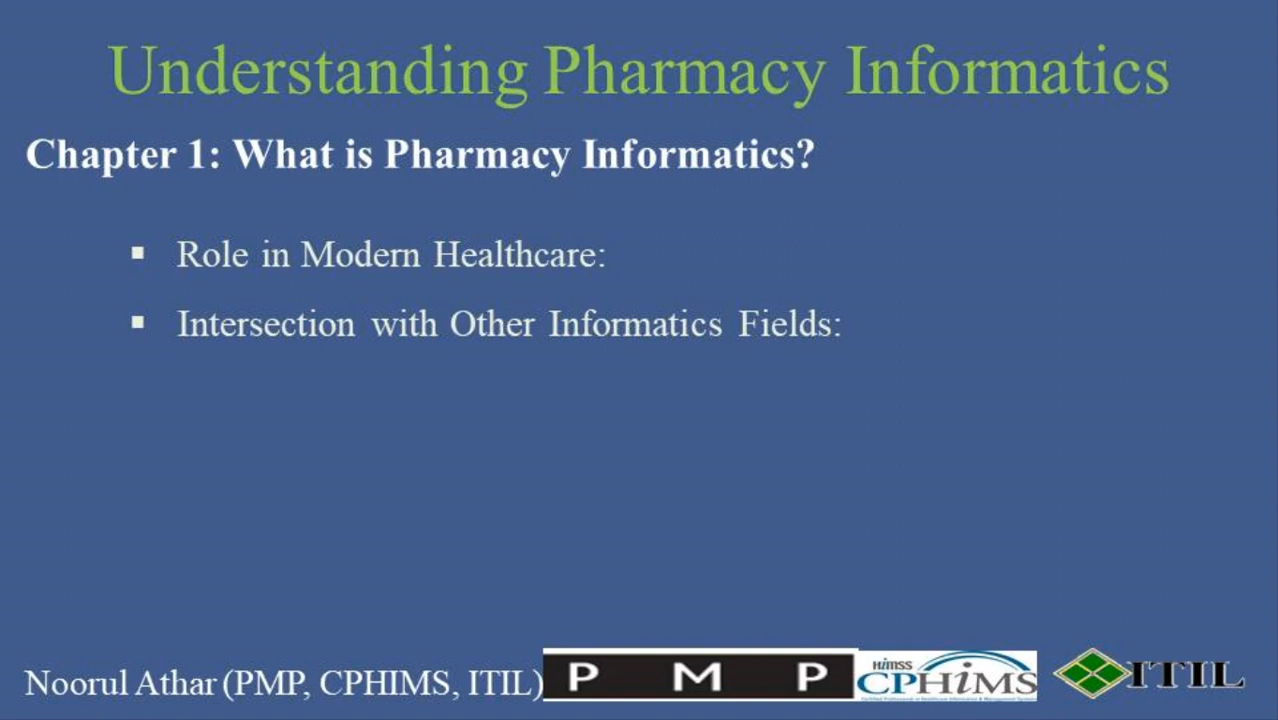 Understanding Pharmacy Informatics
Chapter 1: What is Pharmacy Informatics?
▪ Role in Modern Healthcare:
▪ Intersection with Other Informatics Fields:
Noorul Athar (PMP, CPHIMS, ITIL)
P M P
HIMSS
CPHIMS
ITIL